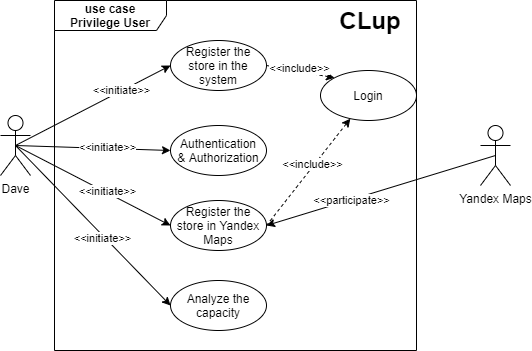 use case
Privilege User
CLup
Register the
store in the
system
<<include>>
<<initiate>>
Login
Authentication
& Authorization
<<initiate>>
<<include>>
Dave
<<initiate>>
Register the
store in Yandex
Maps
<<participate>>
Yandex Maps
<<initiate>>
Analyze the
capacity